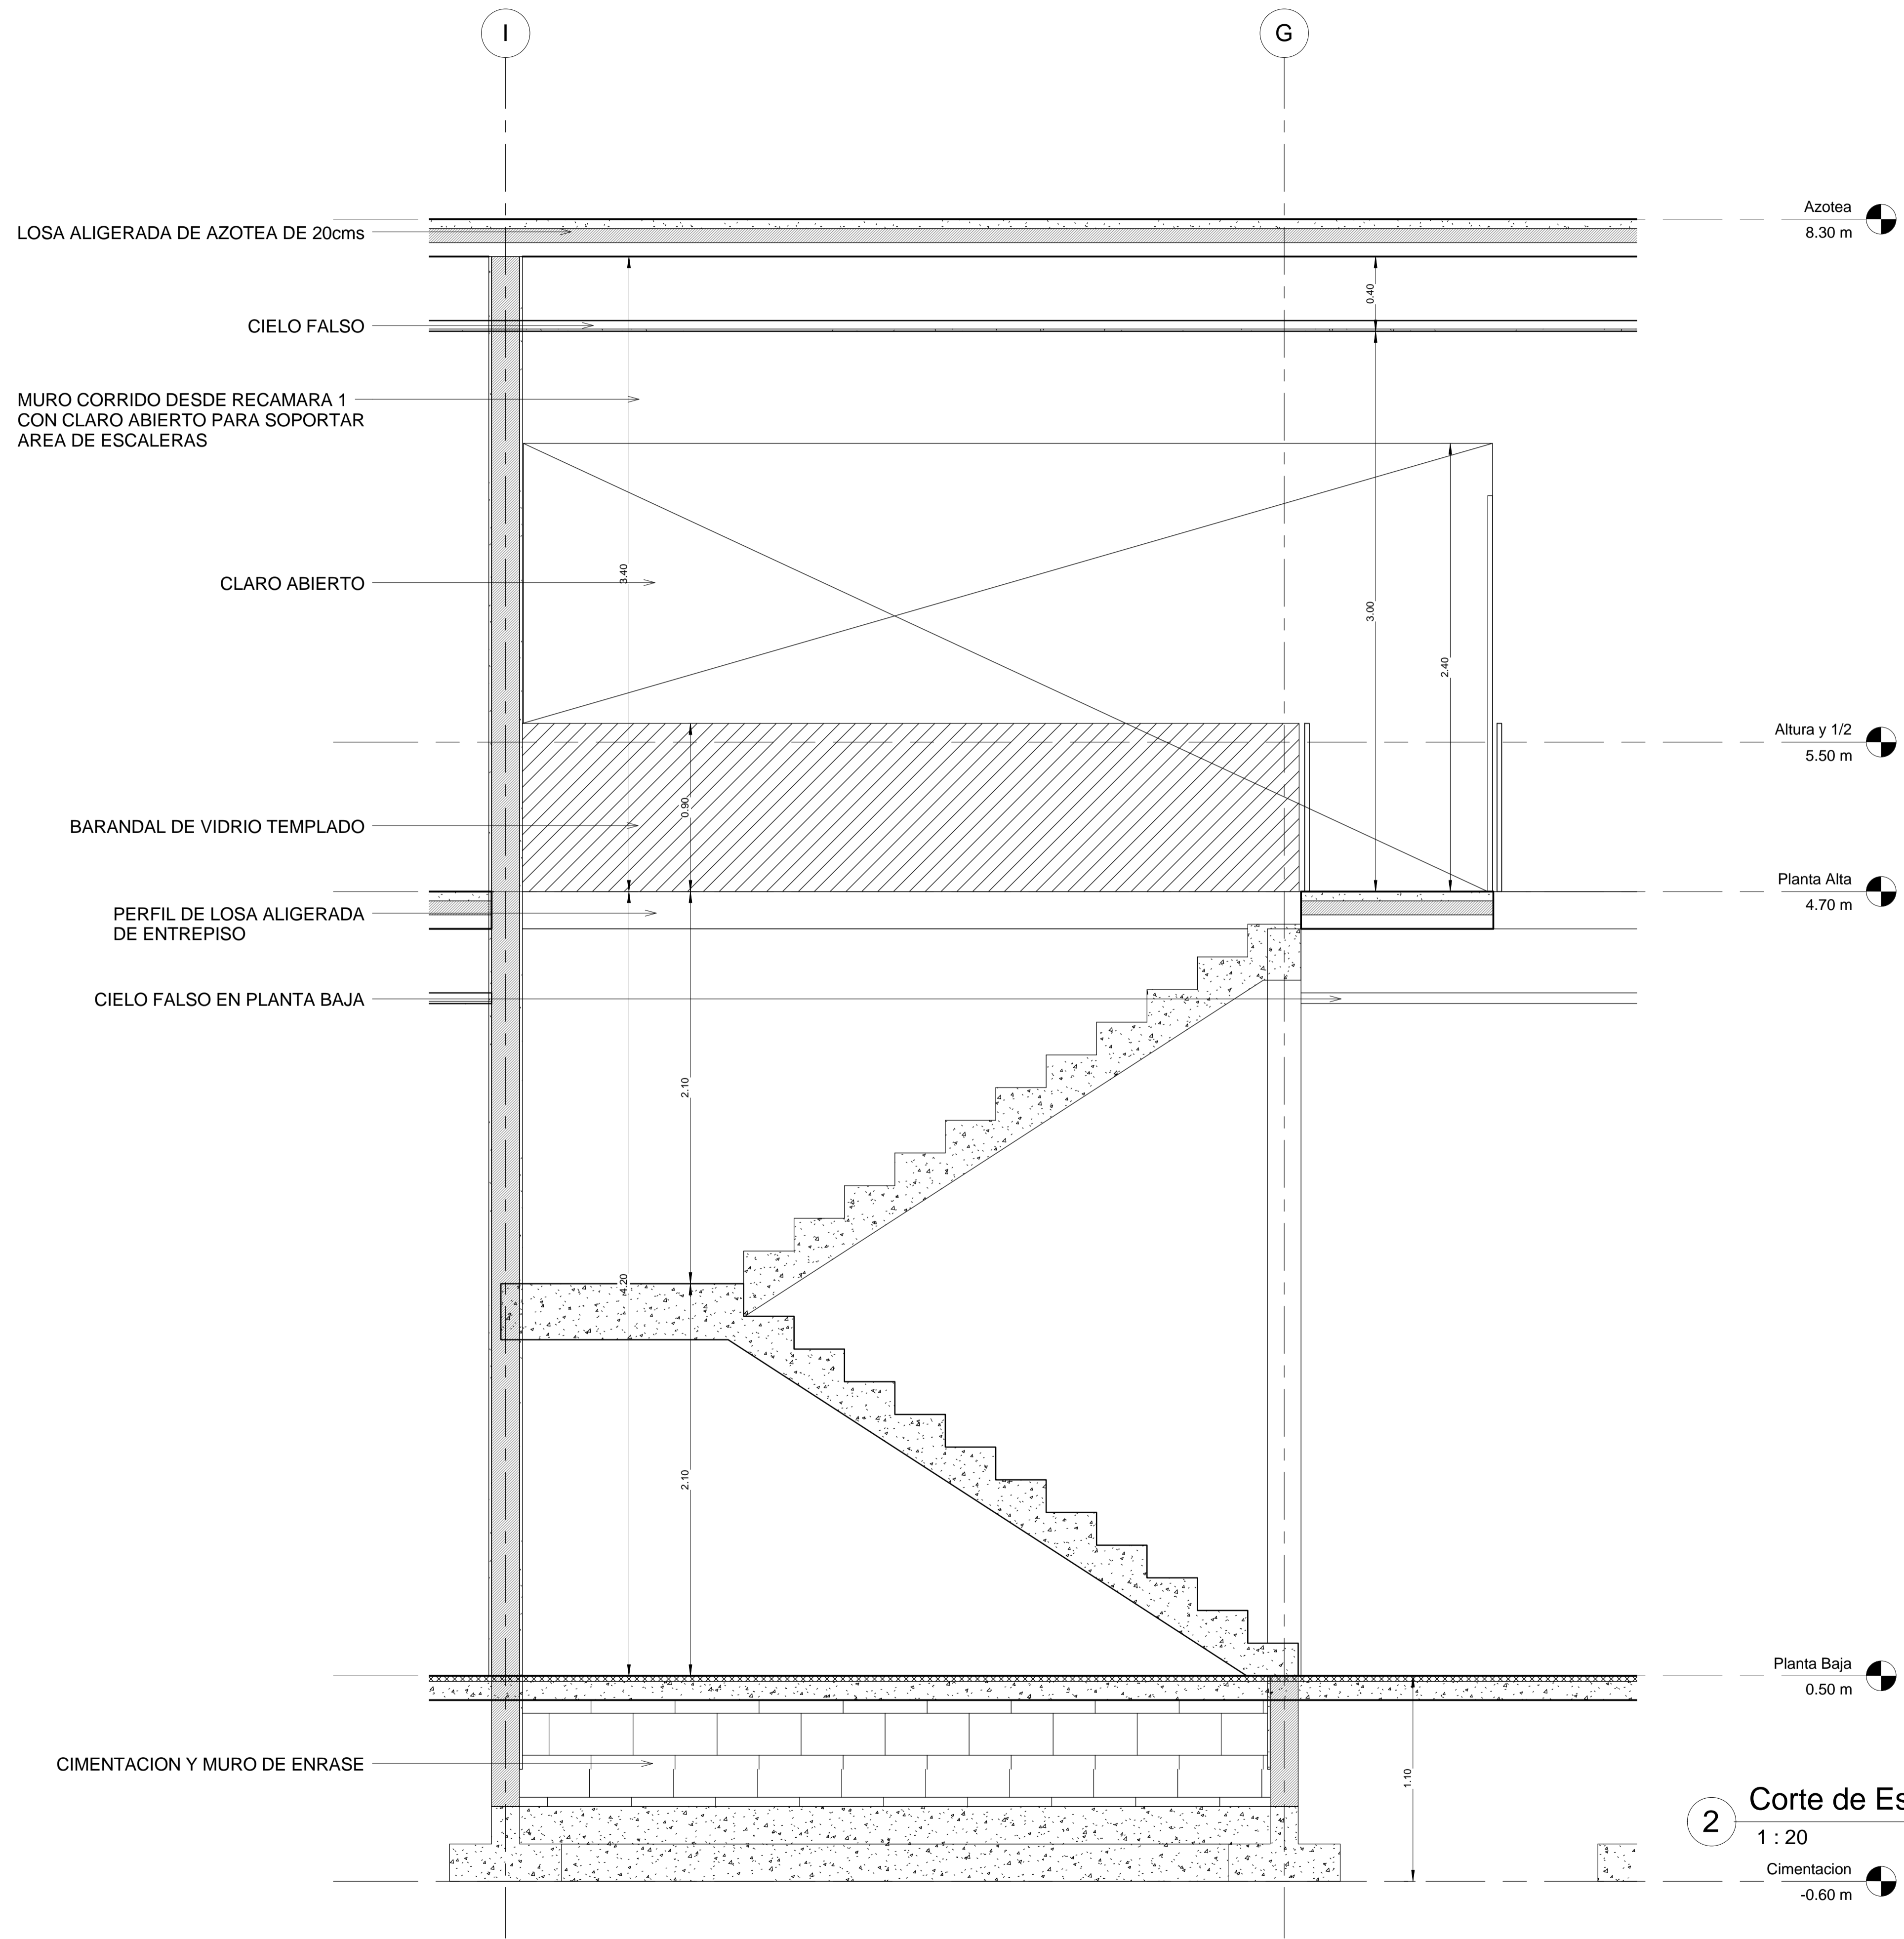 I
G
Azotea
8.30 m
LOSA ALIGERADA DE AZOTEA DE 20cms
0.40
CIELO FALSO
MURO CORRIDO DESDE RECAMARA 1
CON CLARO ABIERTO PARA SOPORTAR
AREA DE ESCALERAS
3.40
CLARO ABIERTO
3.00
2.40
Altura y 1/2
5.50 m
0.90
BARANDAL DE VIDRIO TEMPLADO
Planta Alta
4.70 m
PERFIL DE LOSA ALIGERADA
DE ENTREPISO
CIELO FALSO EN PLANTA BAJA
2.10
4.20
2.10
Planta Baja
0.50 m
CIMENTACION Y MURO DE ENRASE
1.10
2
Corte de Es
1 : 20
Cimentacion
-0.60 m